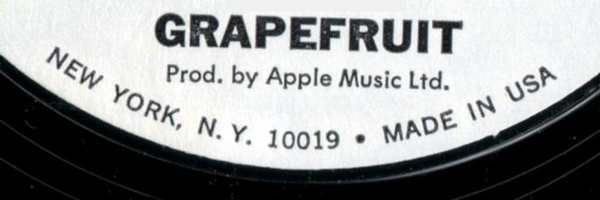 GRAPEFRUIT
Prod. by Apple Music Ltd.
NEW YORK, N.Y. 10019 • MADE IN USA